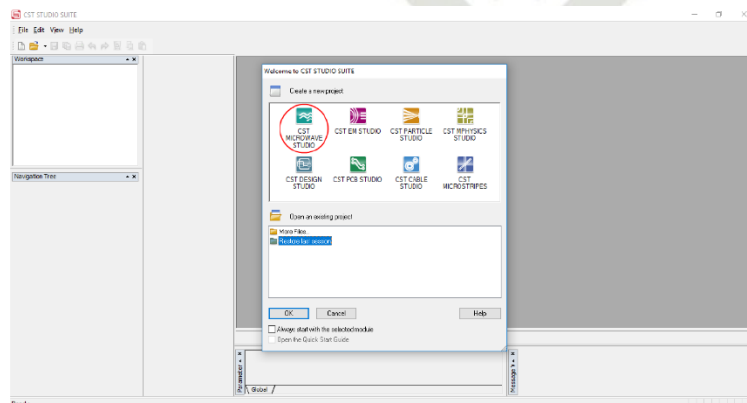 CST STUDIO SUITE
File Edit View Help
Workspace
Welcome to CST STUDIO SUITE
Create a new project
CST MICROWAVE STUDIO
CST EM STUDIO
CST PARTICLE STUDIO
CST MPHYSICS STUDIO
CST DESIGN STUDIO
CST PCB STUDIO
CST CABLE STUDIO
CST MICROSTRIPES
Navigation Tree
Open an existing project
More Files...
Restore last session
OK Cancel Help
Always start with the selected module
Open the Quick Start Guide
Parameter
Global
Message